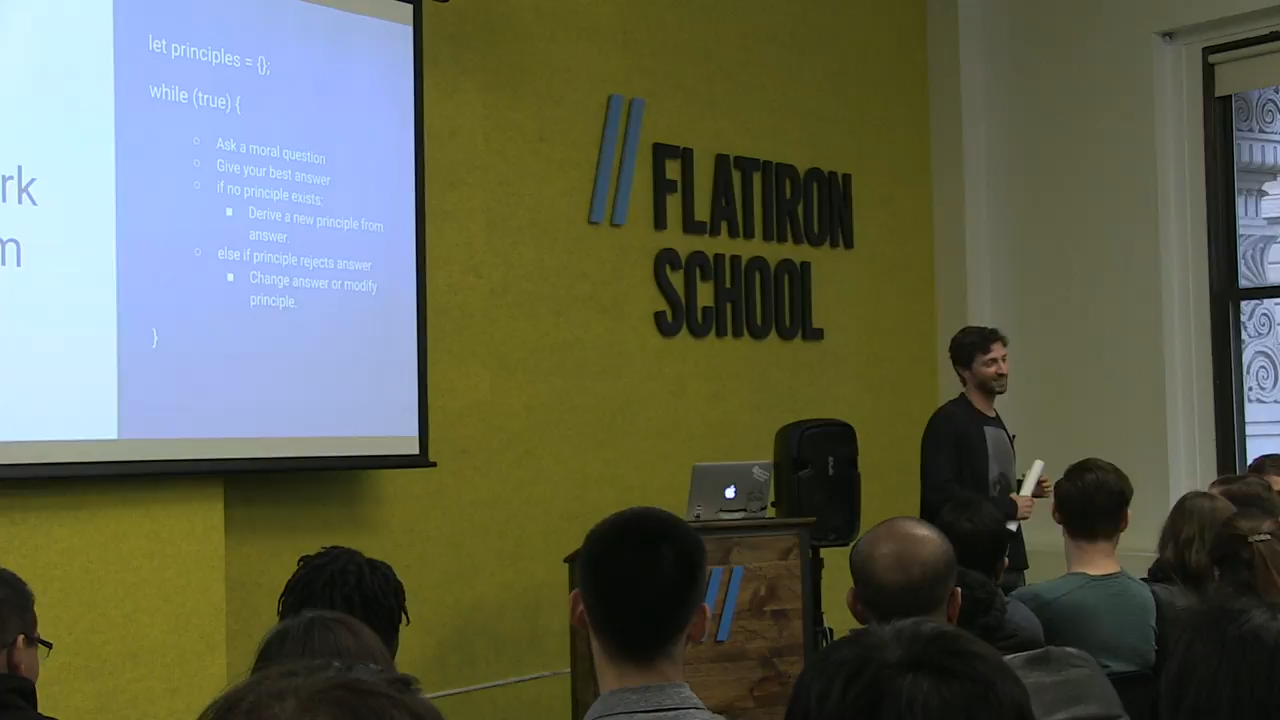 rk
m
let principles = {};
while (true) {
Ask a moral question
Give your best answer
if no principle exists:
Derive a new principle from
answer.
else if principle rejects answer
Change answer or modify
principle.
}
// FLATIRON
SCHOOL
//